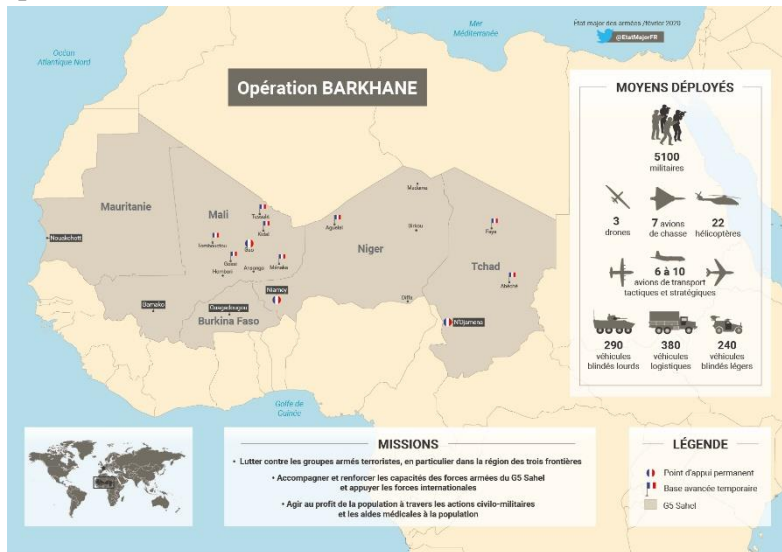 État major des armées /février 2020
@EtatMajorFR
Mer
Méditerranée
Océan
Atlantique Nord
Opération BARKHANE
MOYENS DÉPLOYÉS
5100
militaires
3
drones
7 avions
de chasse
22
hélicoptères
6 à 10
avions de transport
tactiques et stratégiques
290
véhicules
blindés lourds
380
véhicules
logistiques
240
véhicules
blindés légers
Mauritanie
Nouakchott
Mali
Tessalit
Kidal
Tombouctou
Gao
Gossi
Hombori
Ansongo
Ménaka
Bamako
Niger
Madama
Aguelal
Dirkou
Niamey
Diffa
Ouagadougou
Burkina Faso
Tchad
Faya
Abéché
N'Djamena
Golfe de
Guinée
MISSIONS
• Lutter contre les groupes armés terroristes, en particulier dans la région des trois frontières
• Accompagner et renforcer les capacités des forces armées du G5 Sahel
et appuyer les forces internationales
• Agir au profit de la population à travers les actions civilo-militaires
et les aides médicales à la population
LÉGENDE
Point d'appui permanent
Base avancée temporaire
G5 Sahel